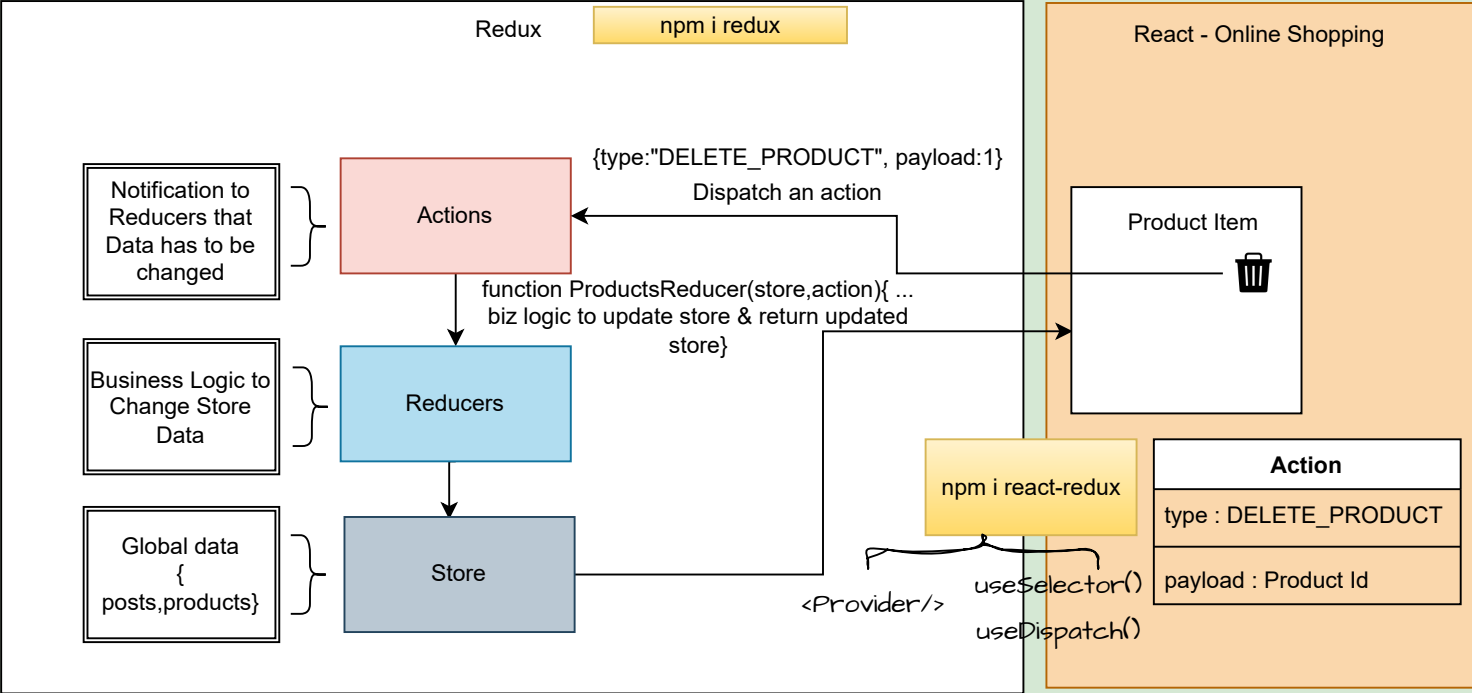 Redux
npm i redux
React - Online Shopping
{type:"DELETE_PRODUCT", payload:1}
Dispatch an action
Notification to
Reducers that
Data has to be
changed
Actions
Product Item
function ProductsReducer(store,action){ ...
biz logic to update store & return updated
store}
Business Logic to
Change Store
Data
Reducers
npm i react-redux
Action
type : DELETE_PRODUCT
payload : Product Id
Global data
{
posts,products}
Store
<Provider/>
useSelector()
useDispatch()